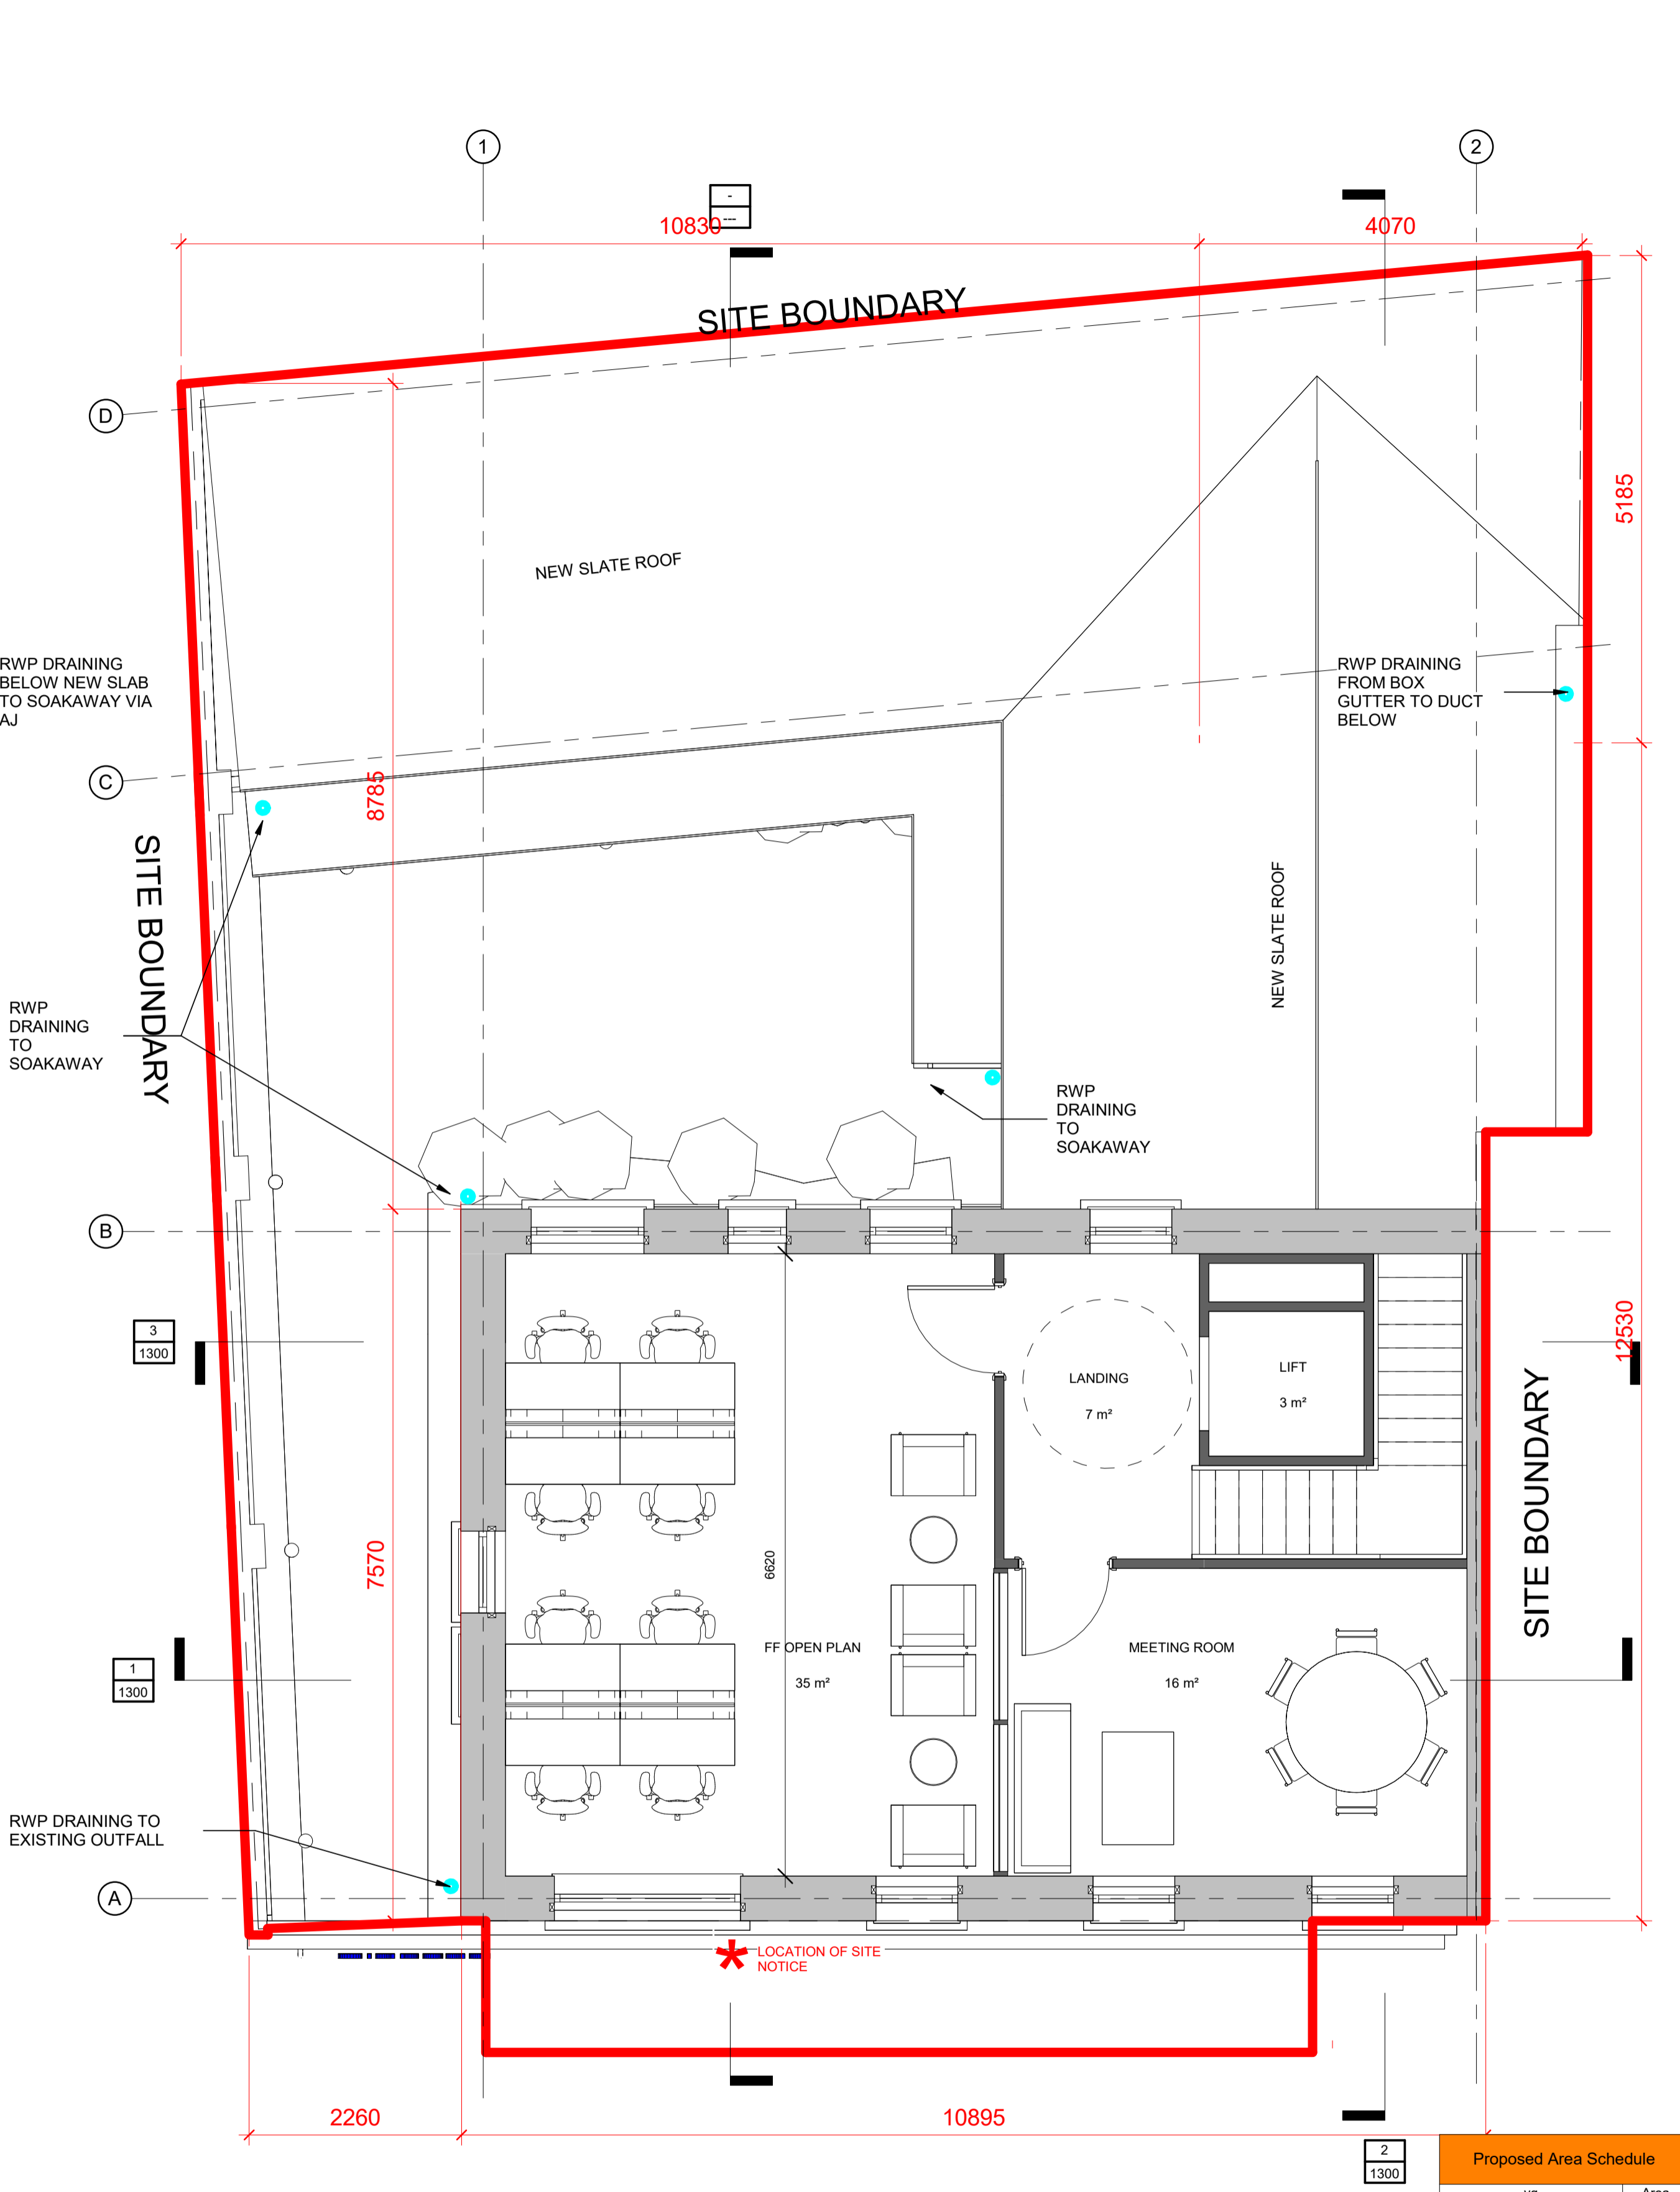 1
2
-
---
10830
4070
SITE BOUNDARY
D
5185
NEW SLATE ROOF
RWP DRAINING
BELOW NEW SLAB
TO SOAKAWAY VIA
AJ
RWP DRAINING
FROM BOX
GUTTER TO DUCT
BELOW
C
8785
SITE BOUNDARY
NEW SLATE ROOF
RWP
DRAINING
TO
SOAKAWAY
RWP
DRAINING
TO
SOAKAWAY
B
3
1300
12530
LANDING
7 m²
LIFT
3 m²
SITE BOUNDARY
7570
6620
FF OPEN PLAN
35 m²
MEETING ROOM
16 m²
1
1300
RWP DRAINING TO
EXISTING OUTFALL
A
* LOCATION OF SITE
NOTICE
2260
10895
2
1300
Proposed Area Schedule